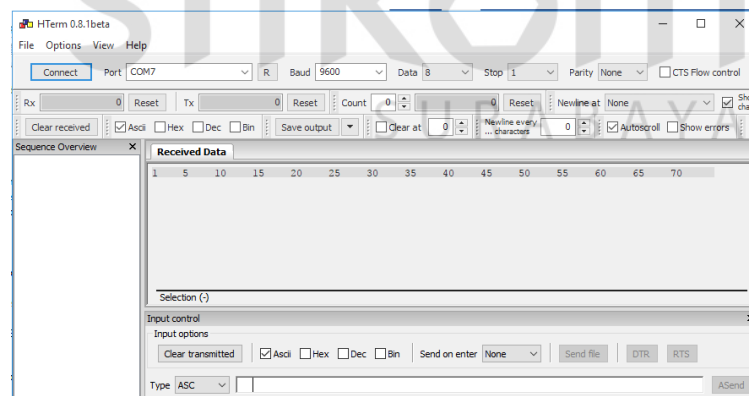 HTerm 0.8.1beta
File Options View Help
Connect Port COM7 R Baud 9600 Data 8 Stop 1 Parity None CTS Flow control
Rx 0 Reset Tx 0 Reset Count 0 0 Reset Newline at None
Clear received Ascii Hex Dec Bin Save output Clear at 0 Newline every ... characters 0 Autoscroll Show errors
SURABAYA
Sequence Overview X Received Data
1 5 10 15 20 25 30 35 40 45 50 55 60 65 70
Selection (-)
Input control
Input options
Clear transmitted Ascii Hex Dec Bin Send on enter None Send file DTR RTS
Type ASC ASend